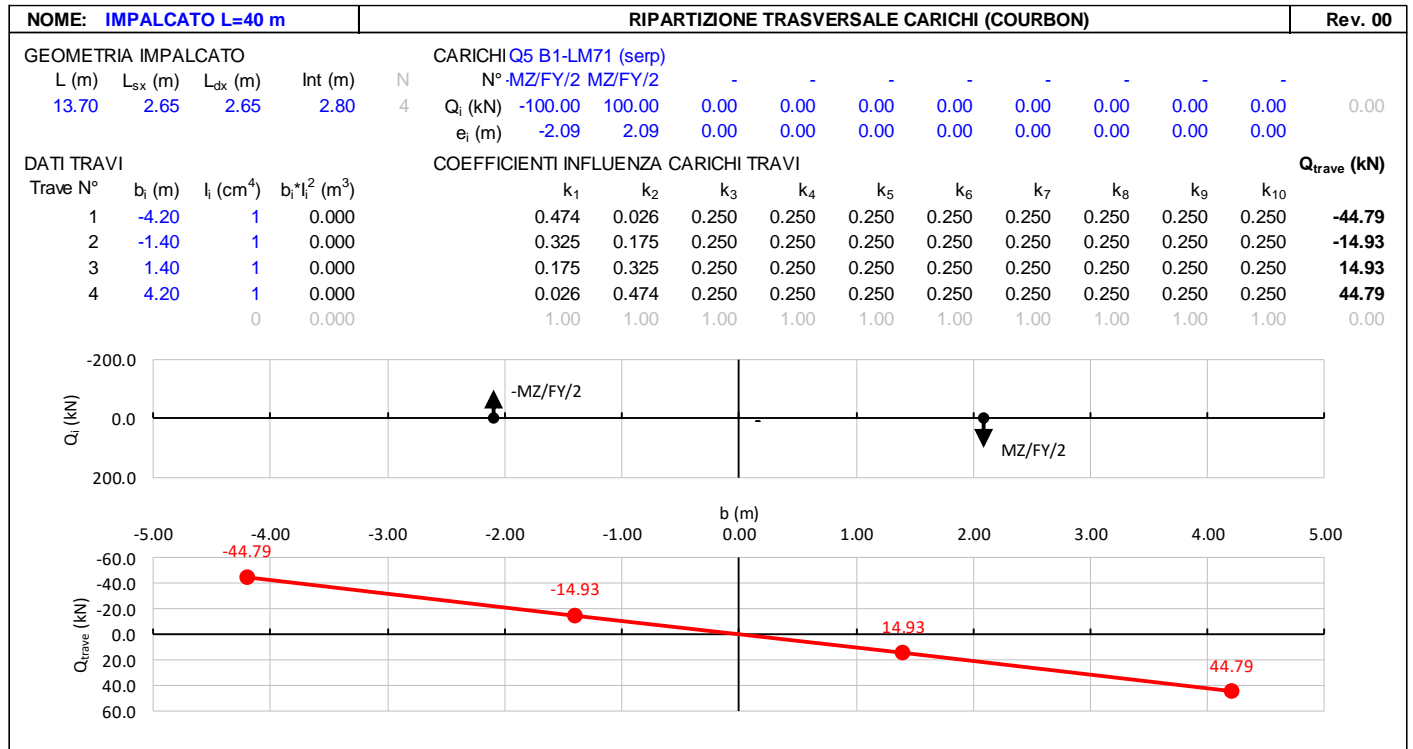 NOME: IMPALCATO L=40 m RIPARTIZIONE TRASVERSALE CARICHI (COURBON) Rev. 00
GEOMETRIA IMPALCATO CARICHI Q5 B1-LM71 (serp)
L (m) Lsx (m) Ldx (m) Int (m) N N° -MZ/FY/2 MZ/FY/2 - - - - - - - -
13.70 2.65 2.65 2.80 4 Qi (kN) -100.00 100.00 0.00 0.00 0.00 0.00 0.00 0.00 0.00 0.00 0.00
ei (m) -2.09 2.09 0.00 0.00 0.00 0.00 0.00 0.00 0.00 0.00
DATI TRAVI COEFFICIENTI INFLUENZA CARICHI TRAVI Qtrave (kN)
Trave N° bi (m) Ii (cm4) bi*Ii2 (m3) k1 k2 k3 k4 k5 k6 k7 k8 k9 k10
1 -4.20 1 0.000 0.474 0.026 0.250 0.250 0.250 0.250 0.250 0.250 0.250 0.250 -44.79
2 -1.40 1 0.000 0.325 0.175 0.250 0.250 0.250 0.250 0.250 0.250 0.250 0.250 -14.93
3 1.40 1 0.000 0.175 0.325 0.250 0.250 0.250 0.250 0.250 0.250 0.250 0.250 14.93
4 4.20 1 0.000 0.026 0.474 0.250 0.250 0.250 0.250 0.250 0.250 0.250 0.250 44.79
0 0.000 1.00 1.00 1.00 1.00 1.00 1.00 1.00 1.00 1.00 1.00 0.00
-200.0
-MZ/FY/2
0.0
-
Qi (kN)
MZ/FY/2
200.0
b (m)
-5.00 -4.00 -3.00 -2.00 -1.00 0.00 1.00 2.00 3.00 4.00 5.00
-60.0
-44.79
-40.0
-14.93
-20.0
0.0
14.93
Qtrave (kN)
20.0
44.79
40.0
60.0